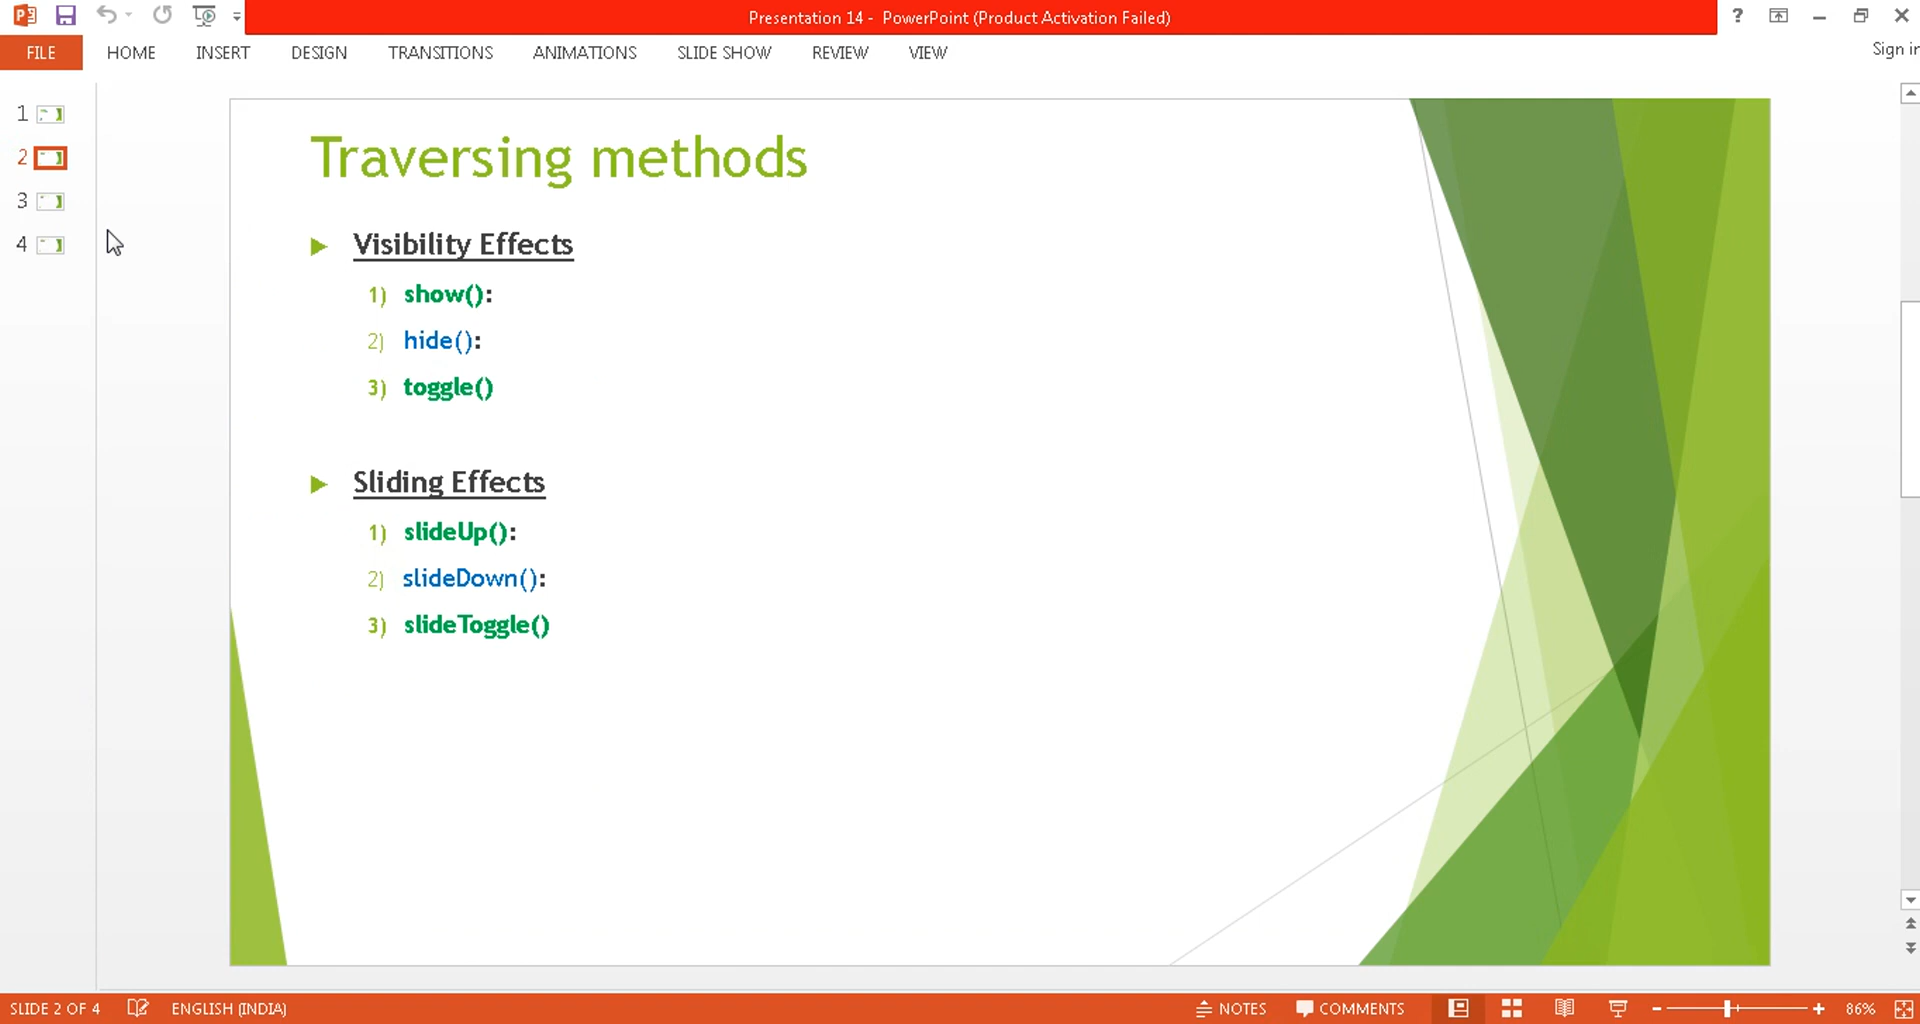 Presentation 14 - PowerPoint (Product Activation Failed)
FILE HOME INSERT DESIGN TRANSITIONS ANIMATIONS SLIDE SHOW REVIEW VIEW Sign in
1
2
3
4
Traversing methods
Visibility Effects
1) show():
2) hide():
3) toggle()
Sliding Effects
1) slideUp():
2) slideDown():
3) slideToggle()
SLIDE 2 OF 4 ENGLISH (INDIA) NOTES COMMENTS 86%